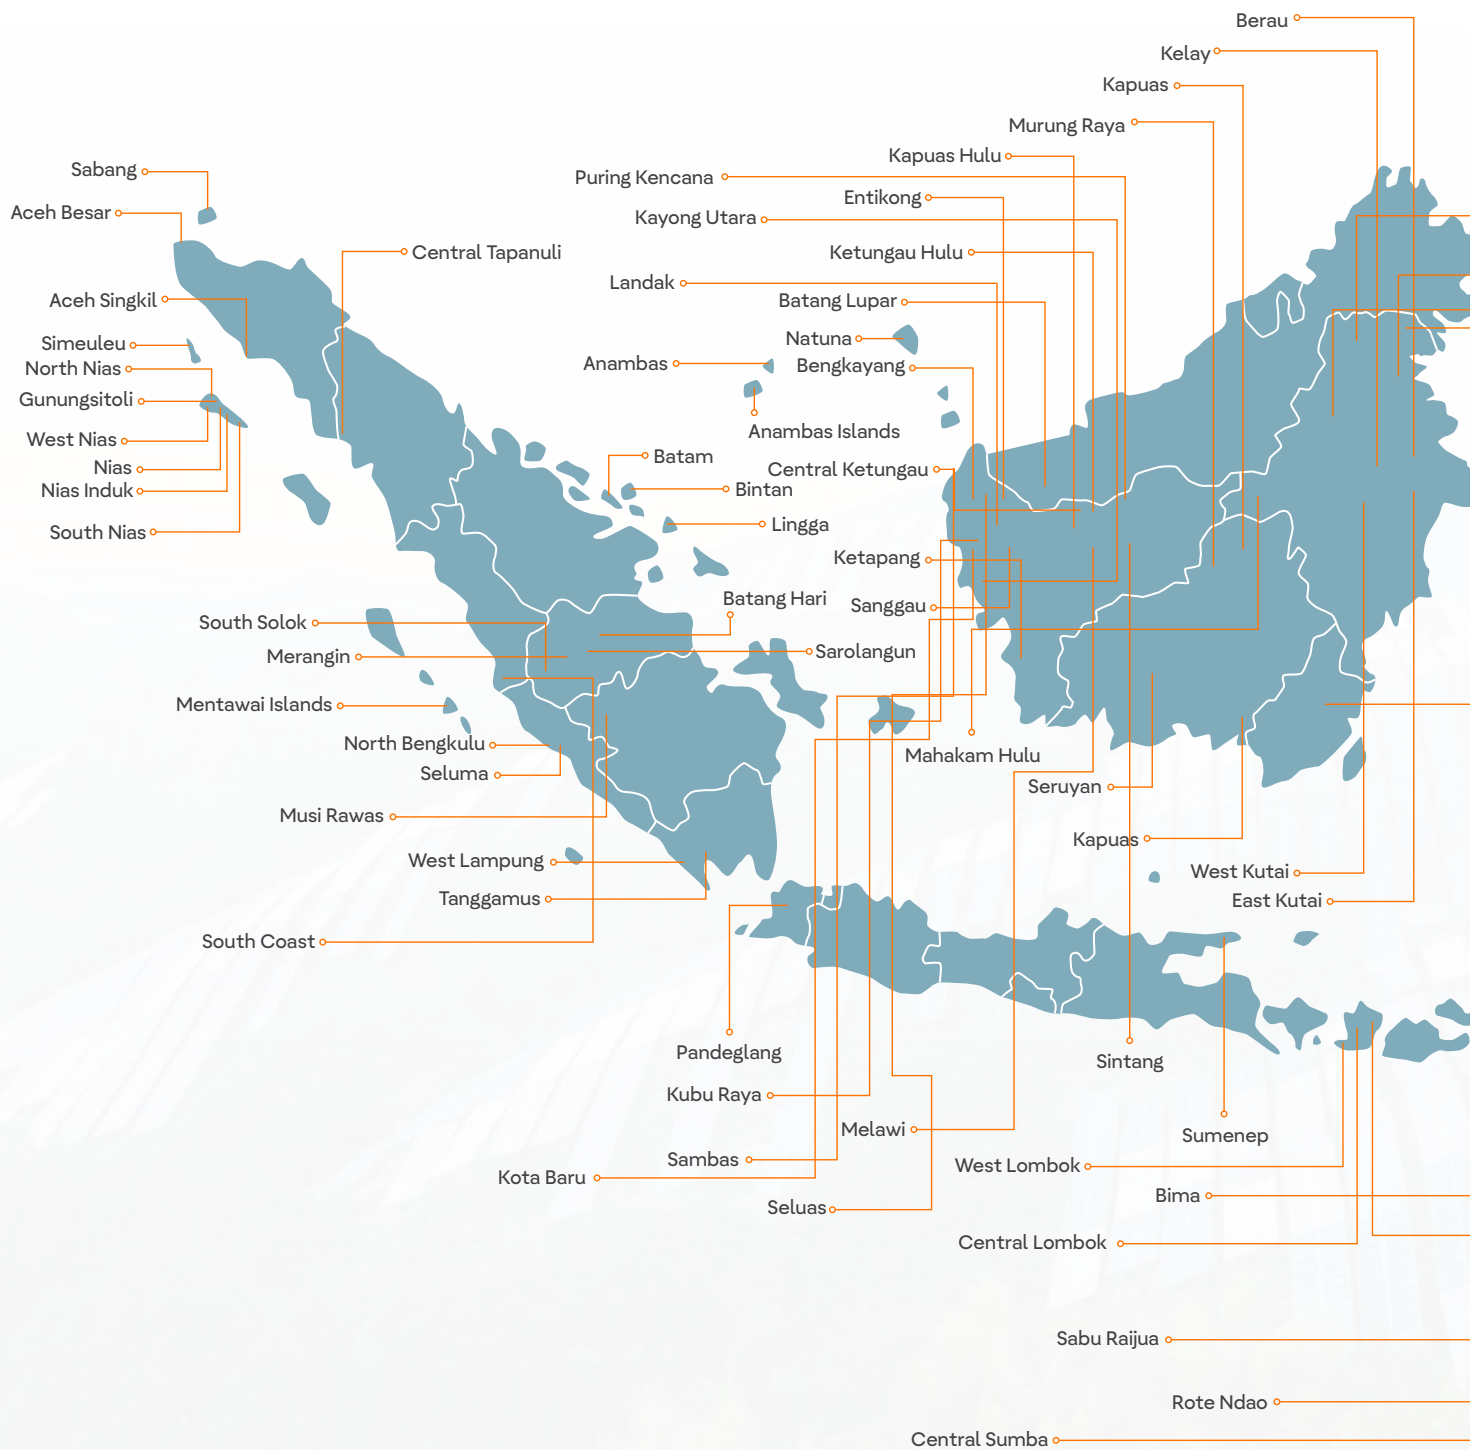 Berau
Kelay
Kapuas
Murung Raya
Kapuas Hulu
Puring Kencana
Entikong
Kayong Utara
Ketungau Hulu
Landak
Batang Lupar
Natuna
Anambas
Bengkayang
Anambas Islands
Central Ketungau
Sabang
Aceh Besar
Central Tapanuli
Aceh Singkil
Simeuleu
North Nias
Gunungsitoli
West Nias
Nias
Nias Induk
South Nias
Batam
Bintan
Lingga
Ketapang
Batang Hari
Sanggau
South Solok
Merangin
Sarolangun
Mentawai Islands
North Bengkulu
Seluma
Mahakam Hulu
Seruyan
Musi Rawas
Kapuas
West Lampung
West Kutai
Tanggamus
East Kutai
South Coast
Pandeglang
Sintang
Kubu Raya
Melawi
Sumenep
Sambas
West Lombok
Kota Baru
Bima
Seluas
Central Lombok
Sabu Raijua
Rote Ndao
Central Sumba